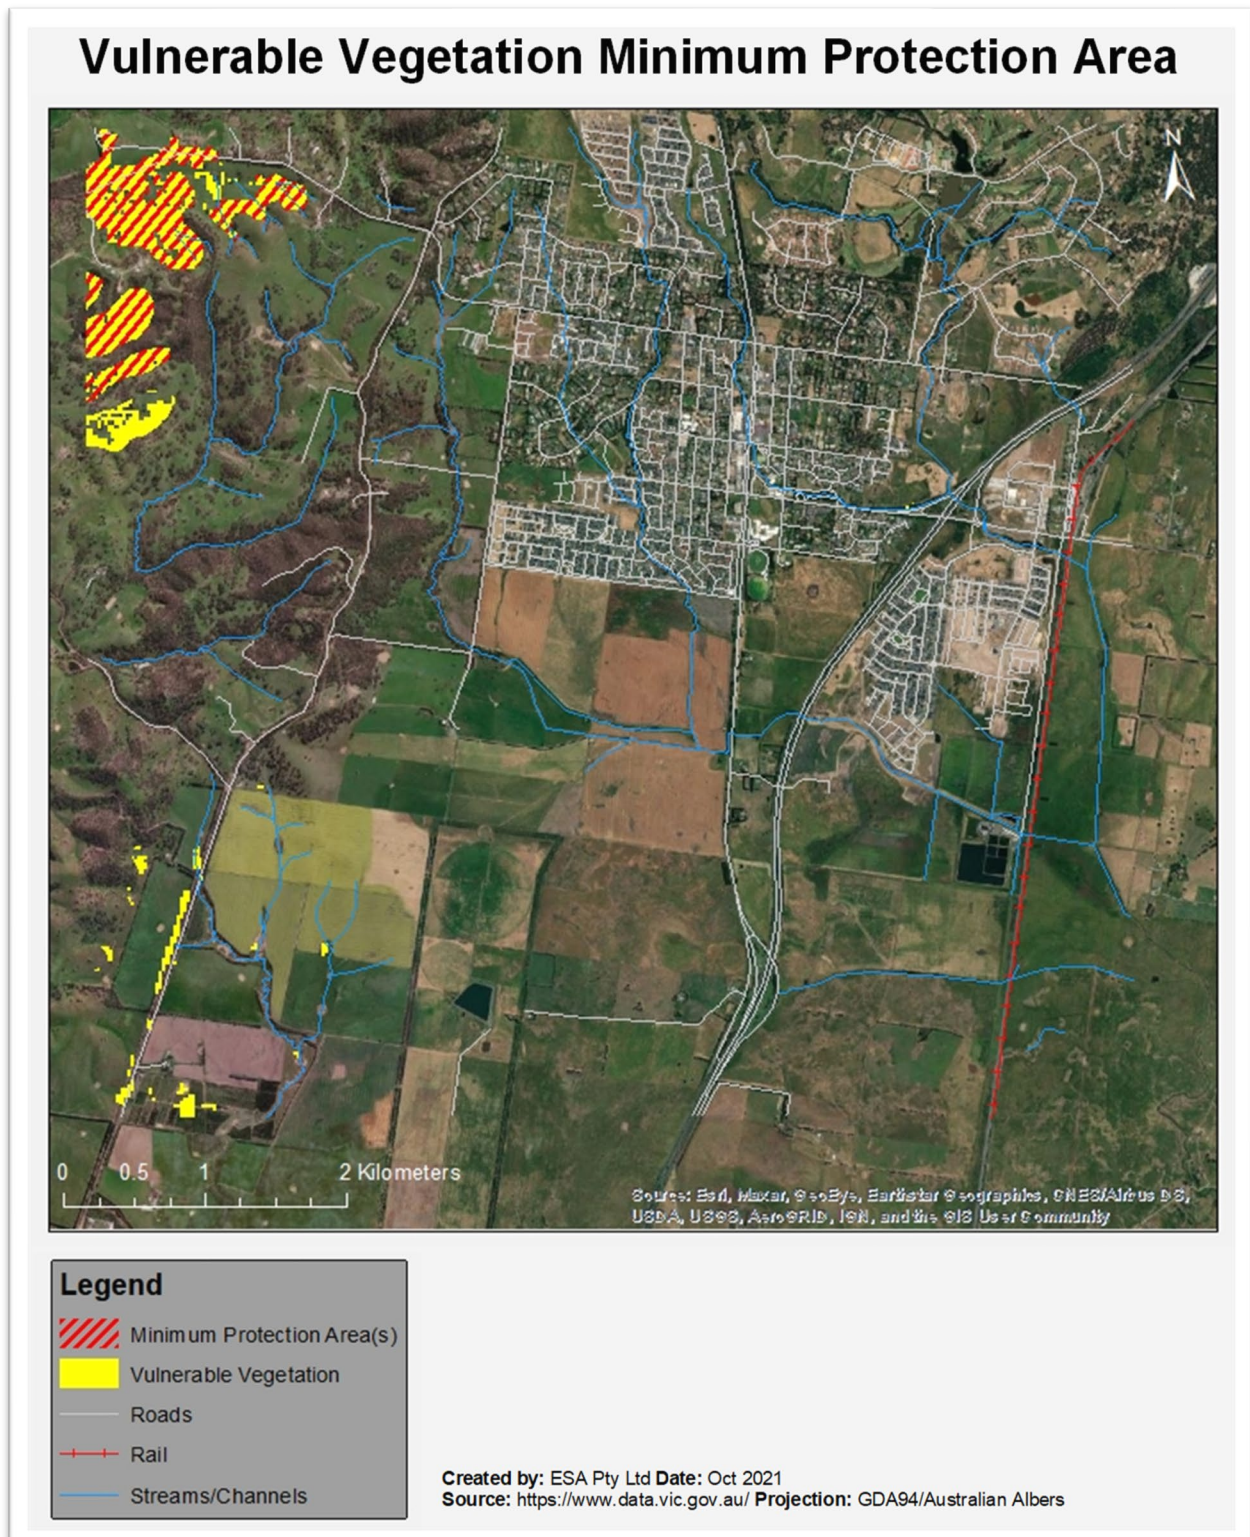 Vulnerable Vegetation Minimum Protection Area
N
0 0.5 1 2 Kilometers
Source: Esri, Maxar, GeoEye, Earthstar Geographics, CNES/Airbus DS,
USDA, USGS, AeroGRID, IGN, and the GIS User Community
Legend
Minimum Protection Area(s)
Vulnerable Vegetation
Roads
Rail
Streams/Channels
Created by: ESA Pty Ltd Date: Oct 2021
Source: https://www.data.vic.gov.au/ Projection: GDA94/Australian Albers